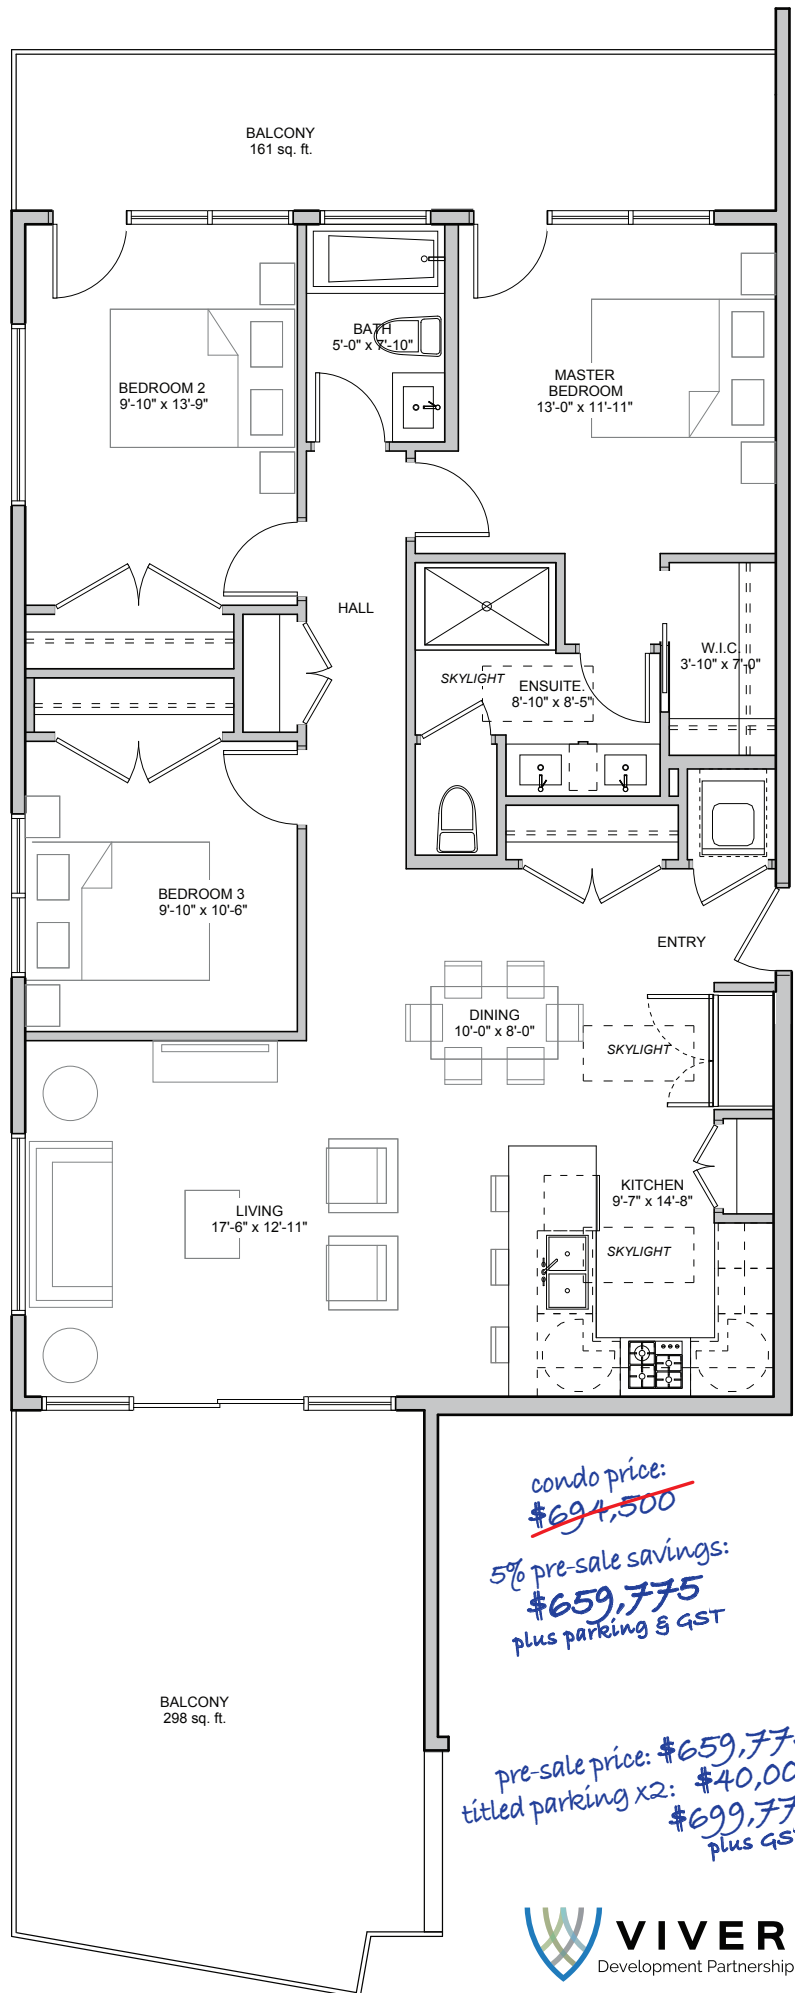 BALCONY
161 sq. ft.
BATH
5'-0" x 7'-10"
BEDROOM 2
9'-10" x 13'-9"
MASTER
BEDROOM
13'-0" x 11'-11"
HALL
W.I.C.
3'-10" x 7'-0"
SKYLIGHT
ENSUITE.
8'-10" x 8'-5"
BEDROOM 3
9'-10" x 10'-6"
ENTRY
DINING
10'-0" x 8'-0"
SKYLIGHT
KITCHEN
9'-7" x 14'-8"
LIVING
17'-6" x 12'-11"
SKYLIGHT
condo price:
$694,500
5% pre-sale savings:
$659,775
plus parking & GST
BALCONY
298 sq. ft.
pre-sale price: $659,77
titled parking x2: $40,00
$699,77
plus GS
VIVER
Development Partnership